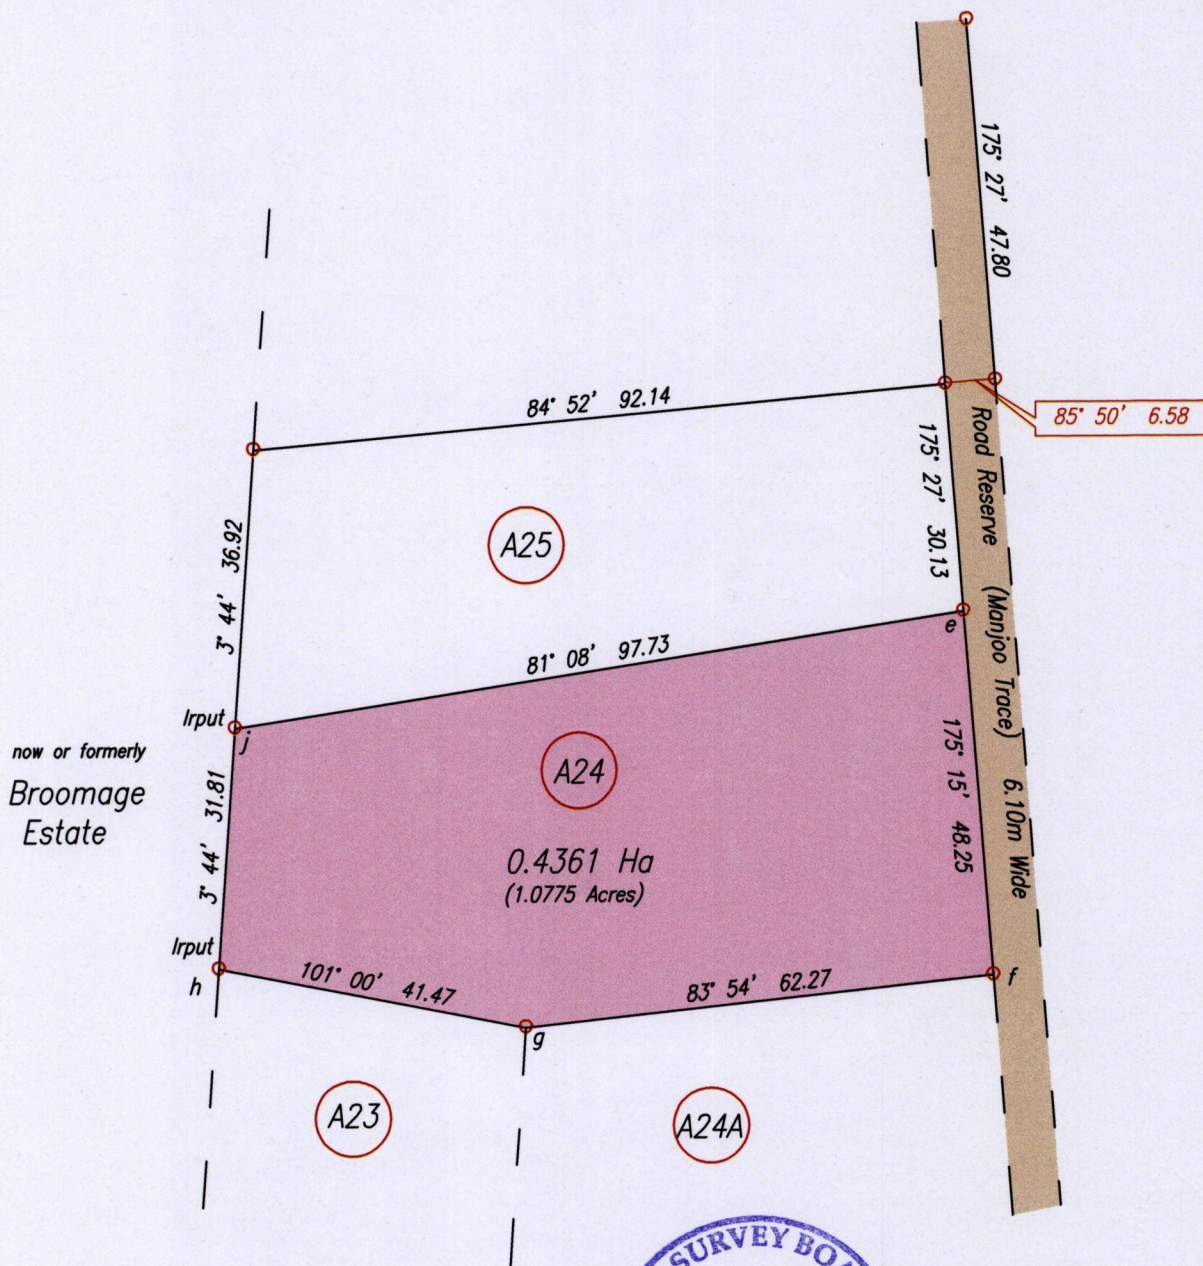 175° 27' 47.80
84° 52' 92.14
85° 50' 6.58
175° 27' 30.13
Road Reserve (Manjoo Trace) 6.10m Wide
3° 44' 36.92
A25
e
81° 08' 97.73
Irput
j
now or formerly
Broomage
Estate
A24
175° 15' 48.25
3° 44' 31.81
0.4361 Ha
(1.0775 Acres)
Irput
h
101° 00' 41.47
83° 54' 62.27
f
g
A23
A24A
SURVEY